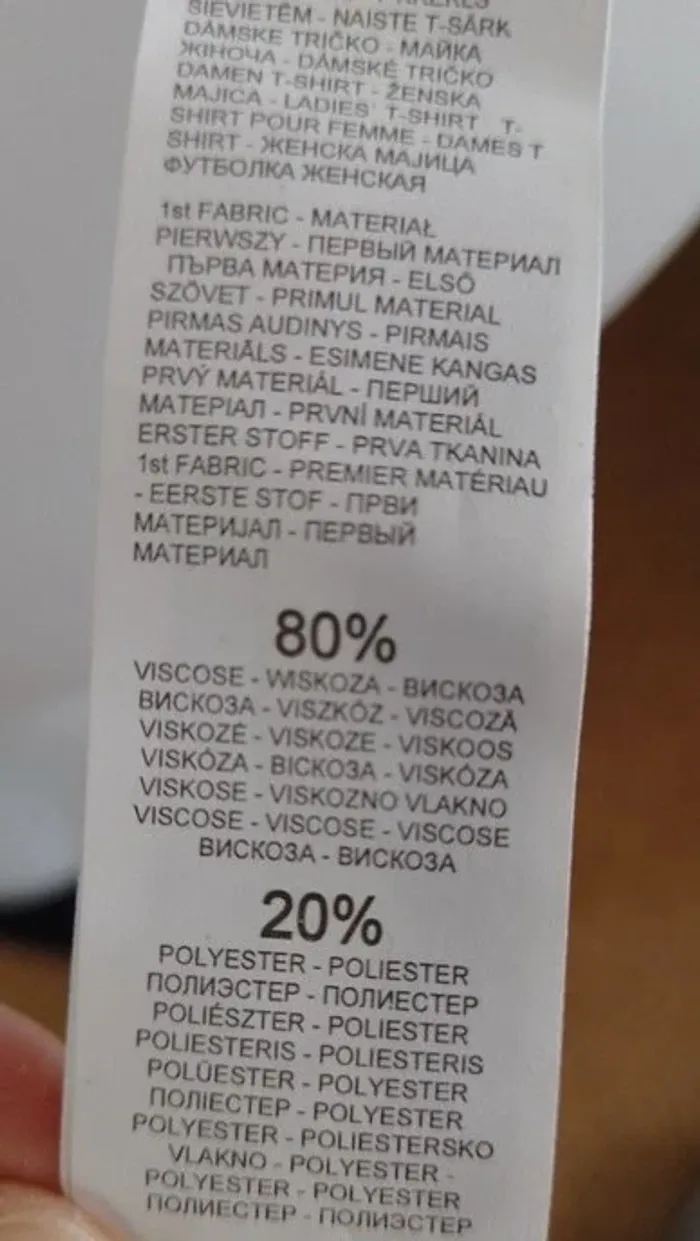 SIEVIETĒM - NAISTE T-SÄRK
DÁMSKE TRIČKO - МАЙКА
ЖІНОЧА - DÁMSKÉ TRIČKO
DAMEN T-SHIRT - ŽENSKA
MAJICA - LADIES' T-SHIRT T-
SHIRT POUR FEMME - DAMES T
SHIRT - ЖЕНСКА МАЈИЦА
ФУТБОЛКА ЖЕНСКАЯ
1st FABRIC - MATERIAŁ
PIERWSZY - ПЕРВЫЙ МАТЕРИАЛ
ПЪРВА МАТЕРИЯ - ELSŐ
SZÖVET - PRIMUL MATERIAL
PIRMAS AUDINYS - PIRMAIS
MATERIĀLS - ESIMENE KANGAS
PRVÝ MATERIÁL - ПЕРШИЙ
МАТЕРІАЛ - PRVNÍ MATERIÁL
ERSTER STOFF - PRVA TKANINA
1st FABRIC - PREMIER MATÉRIAU
- EERSTE STOF - ПРВИ
МАТЕРИЈАЛ - ПЕРВЫЙ
МАТЕРИАЛ
80%
VISCOSE - WISKOZA - ВИСКОЗА
ВИСКОЗА - VISZKÓZ - VISCOZĂ
VISKOZĖ - VISKOZE - VISKOOS
VISKÓZA - ВІСКОЗА - VISKÓZA
VISKOSE - VISKOZNO VLAKNO
VISCOSE - VISCOSE - VISCOSE
ВИСКОЗА - ВИСКОЗА
20%
POLYESTER - POLIESTER
ПОЛИЭСТЕР - ПОЛИЕСТЕР
POLIÉSZTER - POLIESTER
POLIESTERIS - POLIESTERIS
POLÜESTER - POLYESTER
ПОЛІЕСТЕР - POLYESTER
POLYESTER - POLIESTERSKO
VLAKNO - POLYESTER -
POLYESTER - POLYESTER
ПОЛИЕСТЕР - ПОЛИЭСТЕР